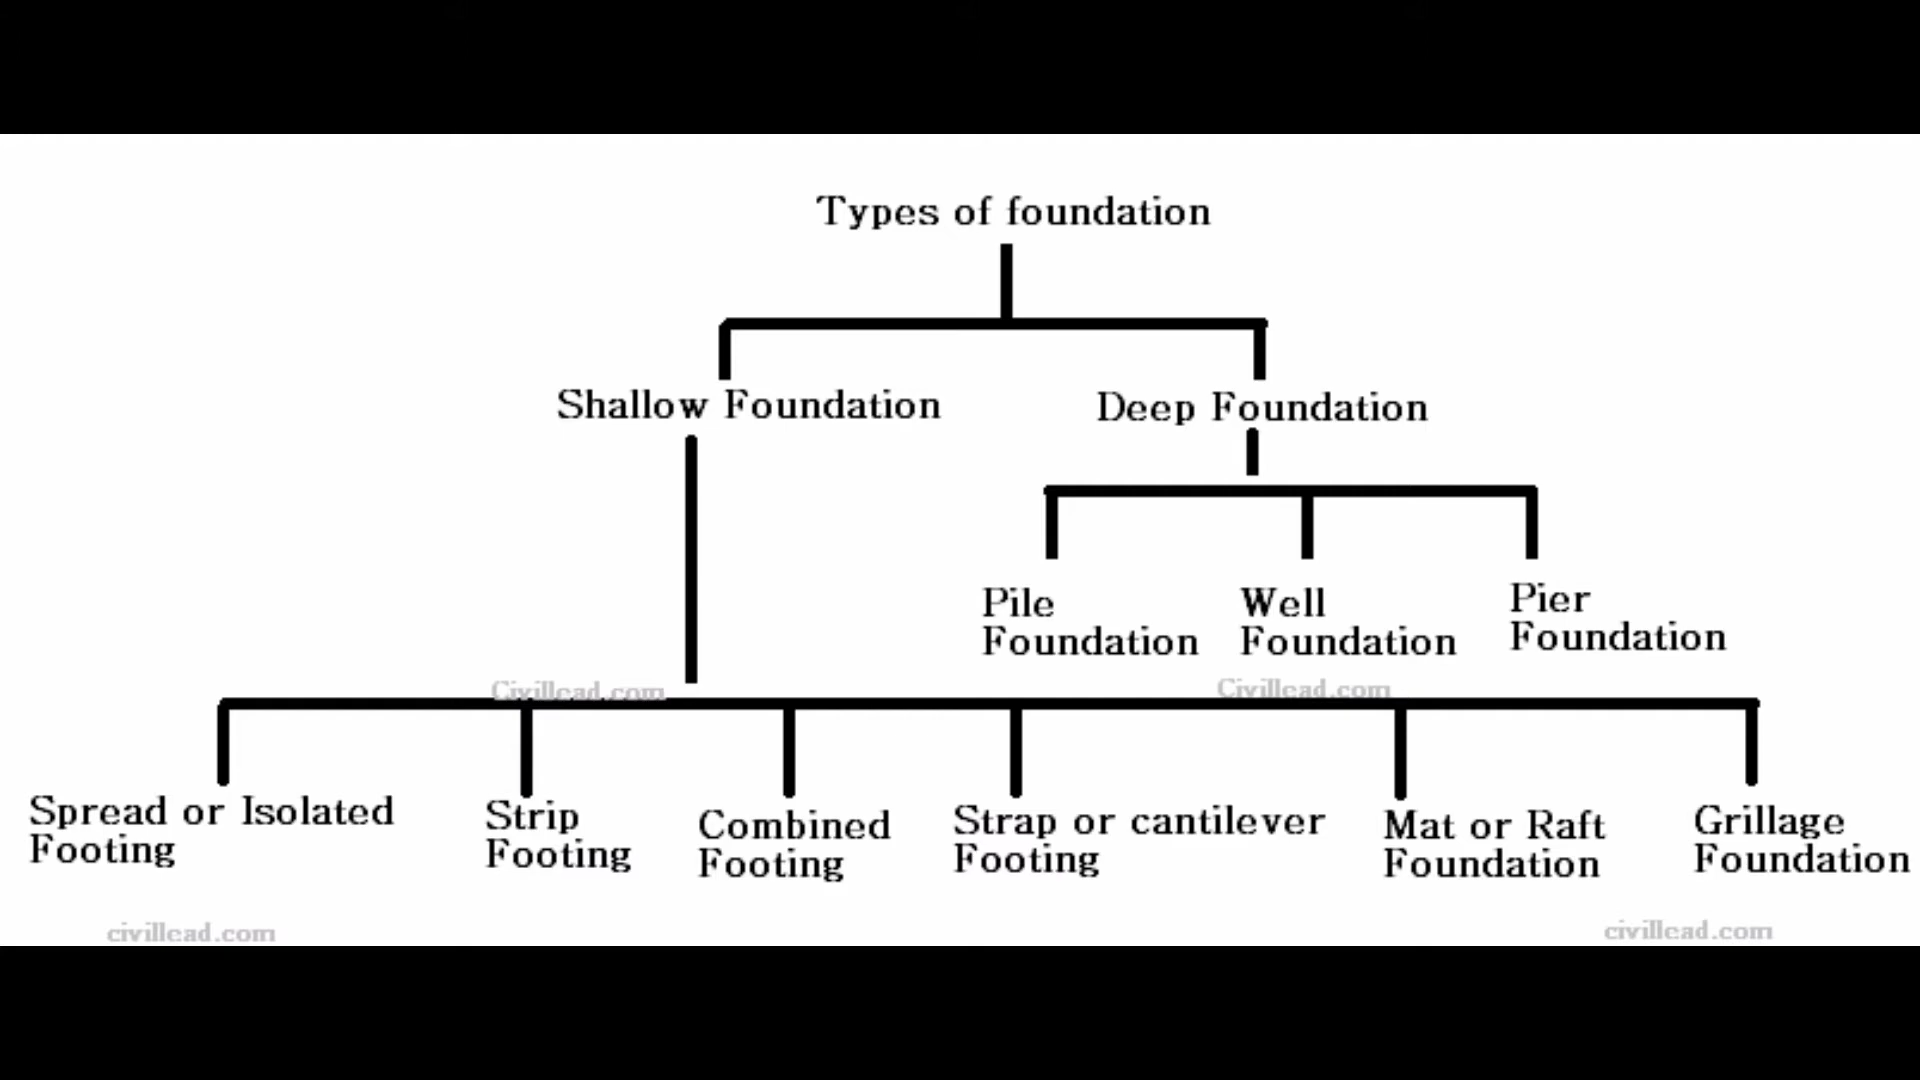 Types of foundation
Shallow Foundation
Deep Foundation
Pile
Foundation
Well
Foundation
Pier
Foundation
Civillead.com
Civillead.com
Spread or Isolated
Footing
Strip
Footing
Combined
Footing
Strap or cantilever
Footing
Mat or Raft
Foundation
Grillage
Foundation
civillead.com
civillead.com